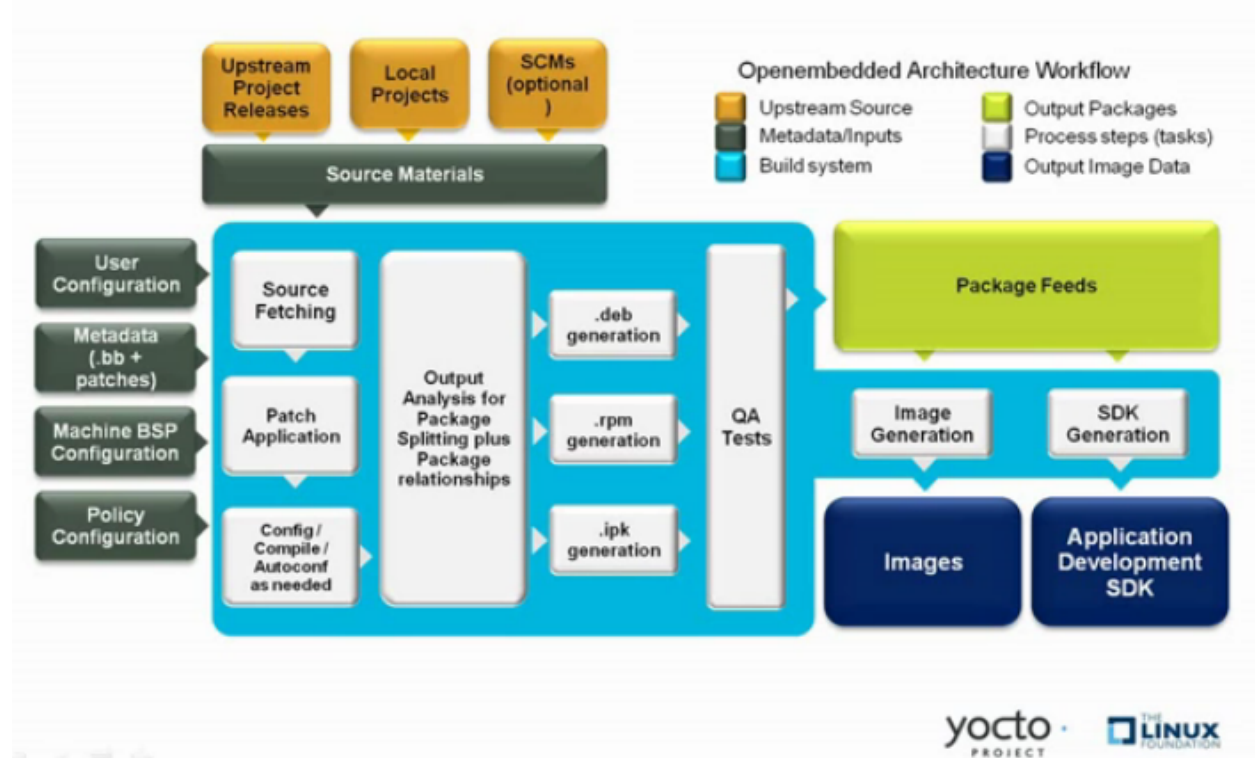 Upstream
Project
Releases
Local
Projects
SCMs
(optional
)
Openembedded Architecture Workflow
Upstream Source
Metadata/Inputs
Build system
Output Packages
Process steps (tasks)
Output Image Data
Source Materials
User
Configuration
Metadata
(.bb +
patches)
Machine BSP
Configuration
Policy
Configuration
Source
Fetching
Patch
Application
Config /
Compile /
Autoconf
as needed
Output
Analysis for
Package
Splitting plus
Package
relationships
.deb
generation
.rpm
generation
.ipk
generation
QA
Tests
Package Feeds
Image
Generation
SDK
Generation
Images
Application
Development
SDK
yocto
PROJECT
THE
LINUX
FOUNDATION